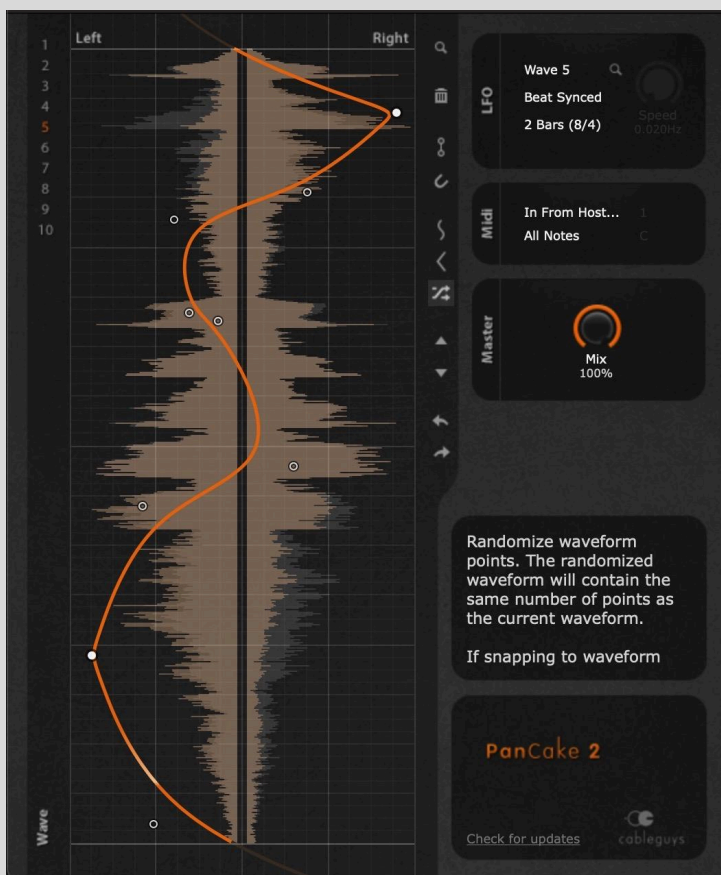 Left
Right
1
2
3
4
5
6
7
8
9
10
Wave
LFO
Wave 5
Beat Synced
2 Bars (8/4)
Speed
0.020Hz
Midi
In From Host... 1
All Notes C
Master
Mix
100%
Randomize waveform
points. The randomized
waveform will contain the
same number of points as
the current waveform.
If snapping to waveform
PanCake 2
Check for updates
cableguys